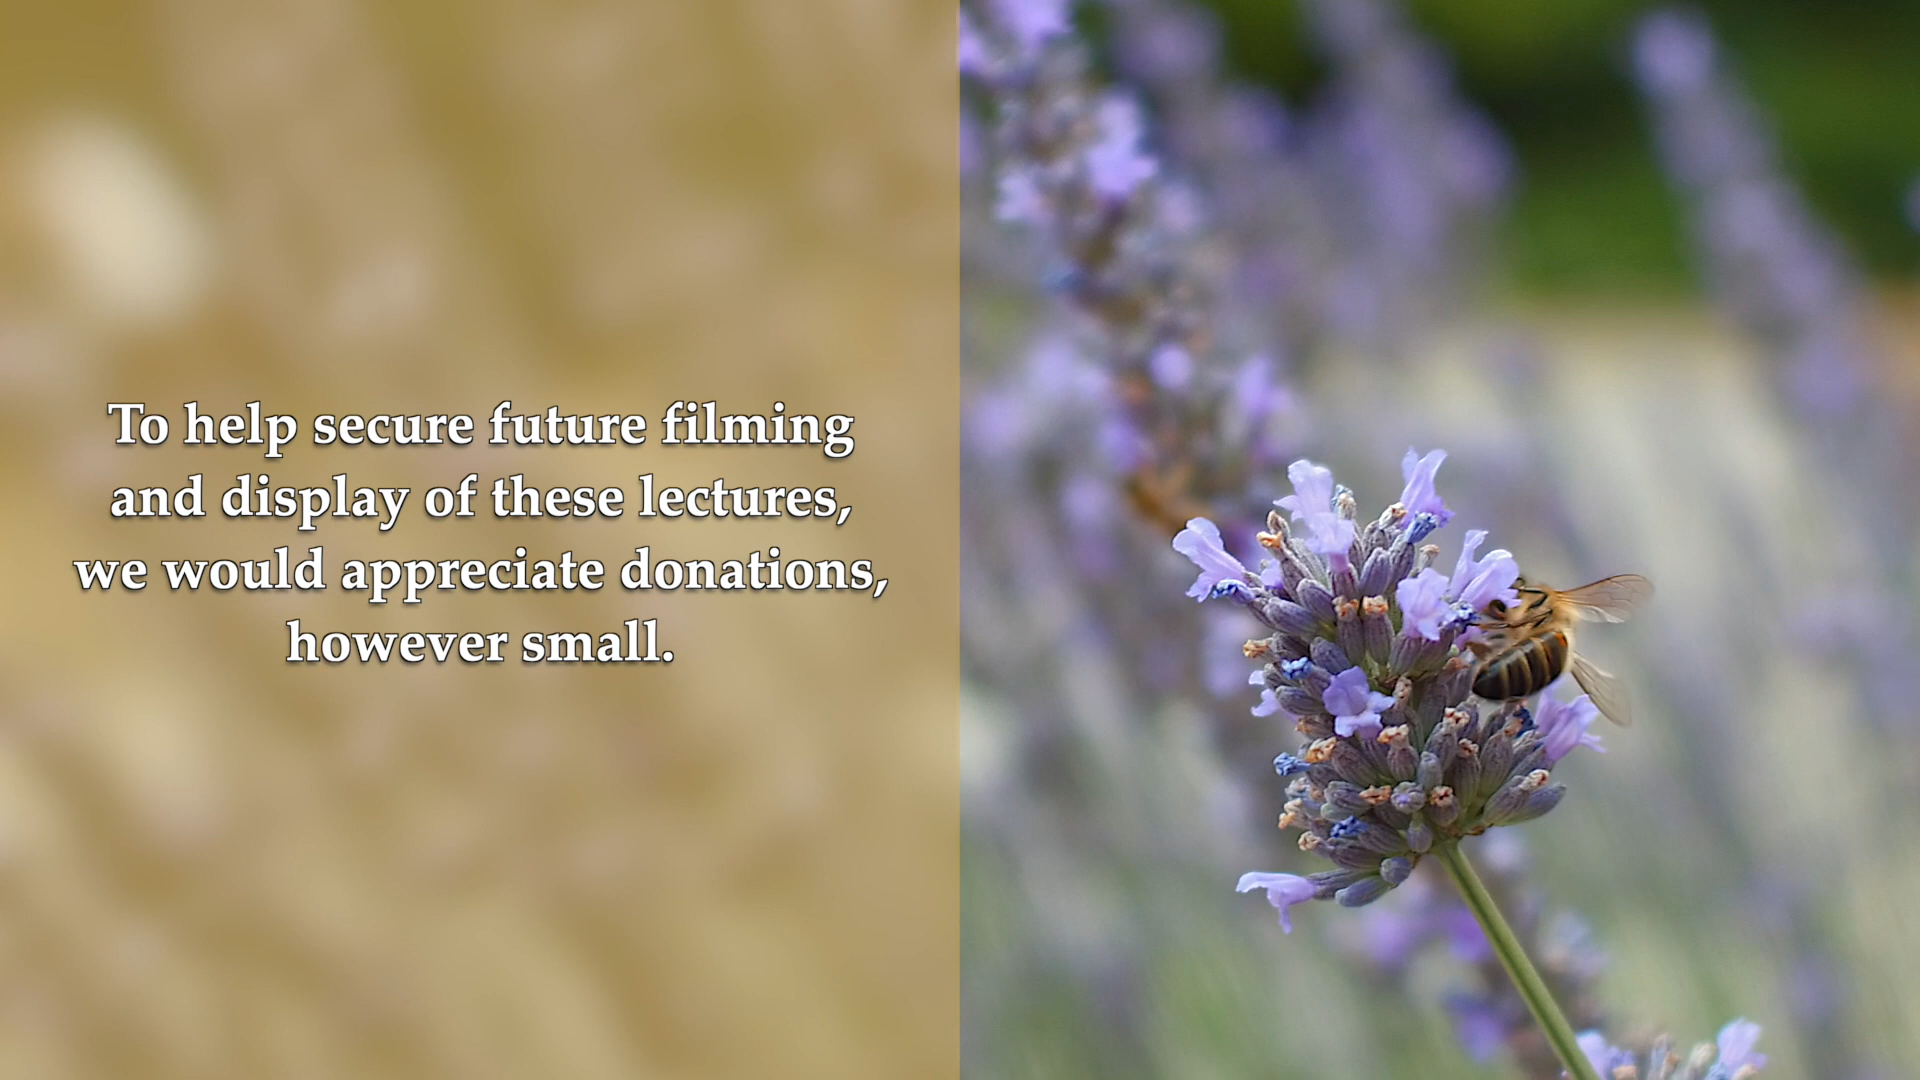 To help secure future filming
and display of these lectures,
we would appreciate donations,
however small.